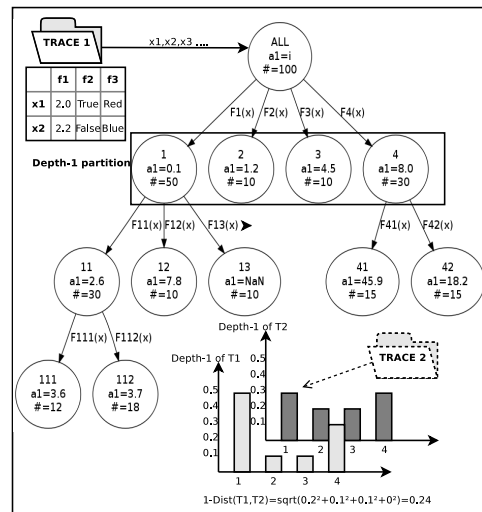 TRACE 1
x1,x2,x3 ....
ALL
a1=i
#=100
f1 f2 f3
x1 2.0 True Red
x2 2.2 False Blue
F1(x) F2(x) F3(x) F4(x)
Depth-1 partition
1
a1=0.1
#=50
2
a1=1.2
#=10
3
a1=4.5
#=10
4
a1=8.0
#=30
F11(x) F12(x) F13(x)
F41(x) F42(x)
11
a1=2.6
#=30
12
a1=7.8
#=10
13
a1=NaN
#=10
41
a1=45.9
#=15
42
a1=18.2
#=15
F111(x) F112(x)
111
a1=3.6
#=12
112
a1=3.7
#=18
Depth-1 of T2
0.5
0.4
0.3
0.2
0.1
1 2 3 4
TRACE 2
Depth-1 of T1
0.5
0.4
0.3
0.2
0.1
1 2 3 4
1-Dist(T1,T2)=sqrt(0.2²+0.1²+0.1²+0²)=0.24